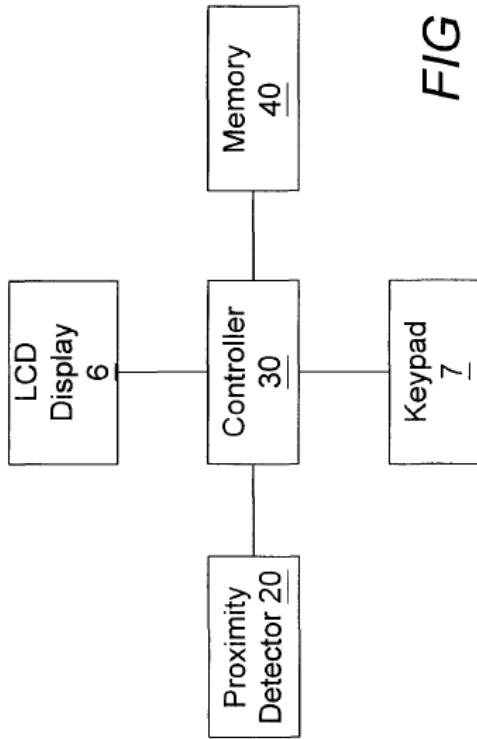 LCD
Display
6
Proximity
Detector 20
Controller
30
Memory
40
Keypad
7
FIG